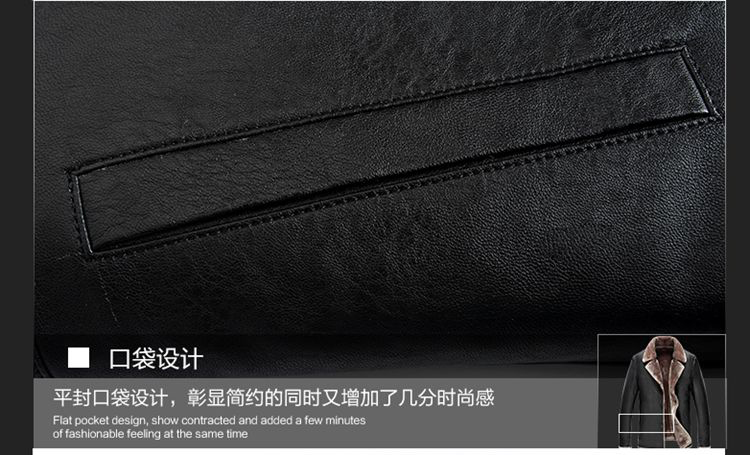 口袋设计
平封口袋设计，彰显简约的同时又增加了几分时尚感
Flat pocket design, show contracted and added a few minutes
of fashionable feeling at the same time